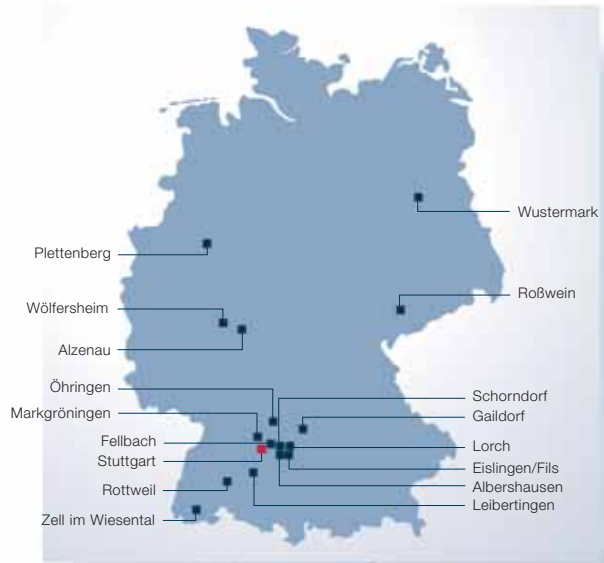 Wustermark
Plettenberg
Roßwein
Wölfersheim
Alzenau
Öhringen
Schorndorf
Markgröningen
Gaildorf
Fellbach
Lorch
Stuttgart
Eislingen/Fils
Rottweil
Albershausen
Leibertingen
Zell im Wiesental